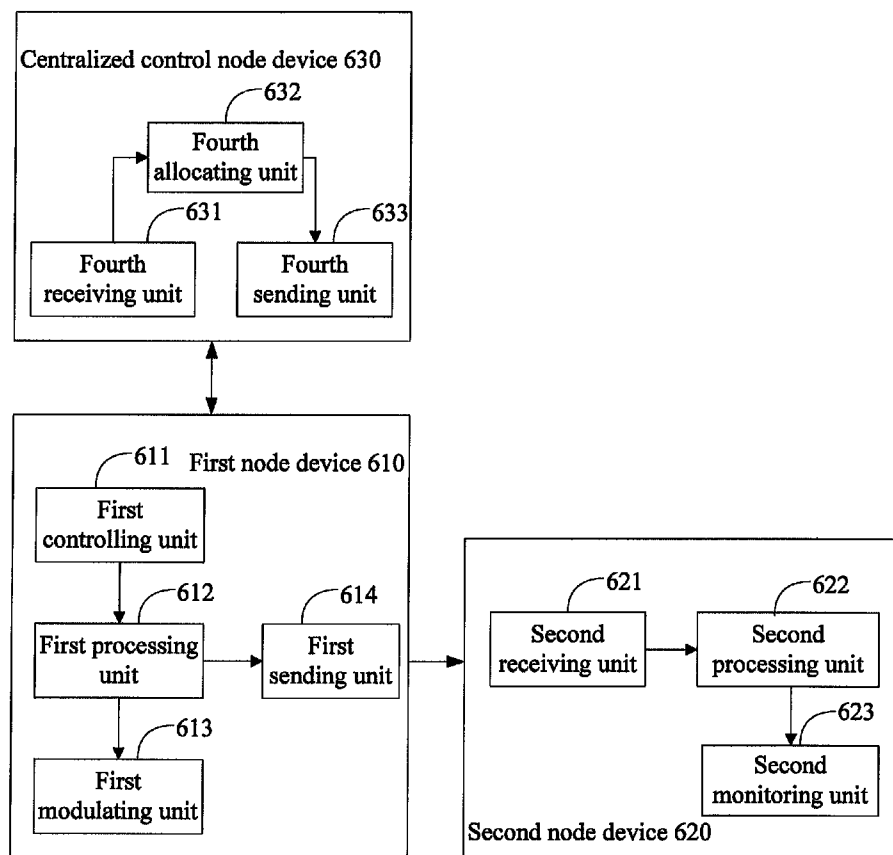 Centralized control node device 630
632
Fourth
allocating unit
631
633
Fourth
receiving unit
Fourth
sending unit
611
First node device 610
First
controlling unit
612
614
First processing
unit
First
sending unit
613
First
modulating unit
621
622
Second
receiving unit
Second
processing unit
623
Second
monitoring unit
Second node device 620